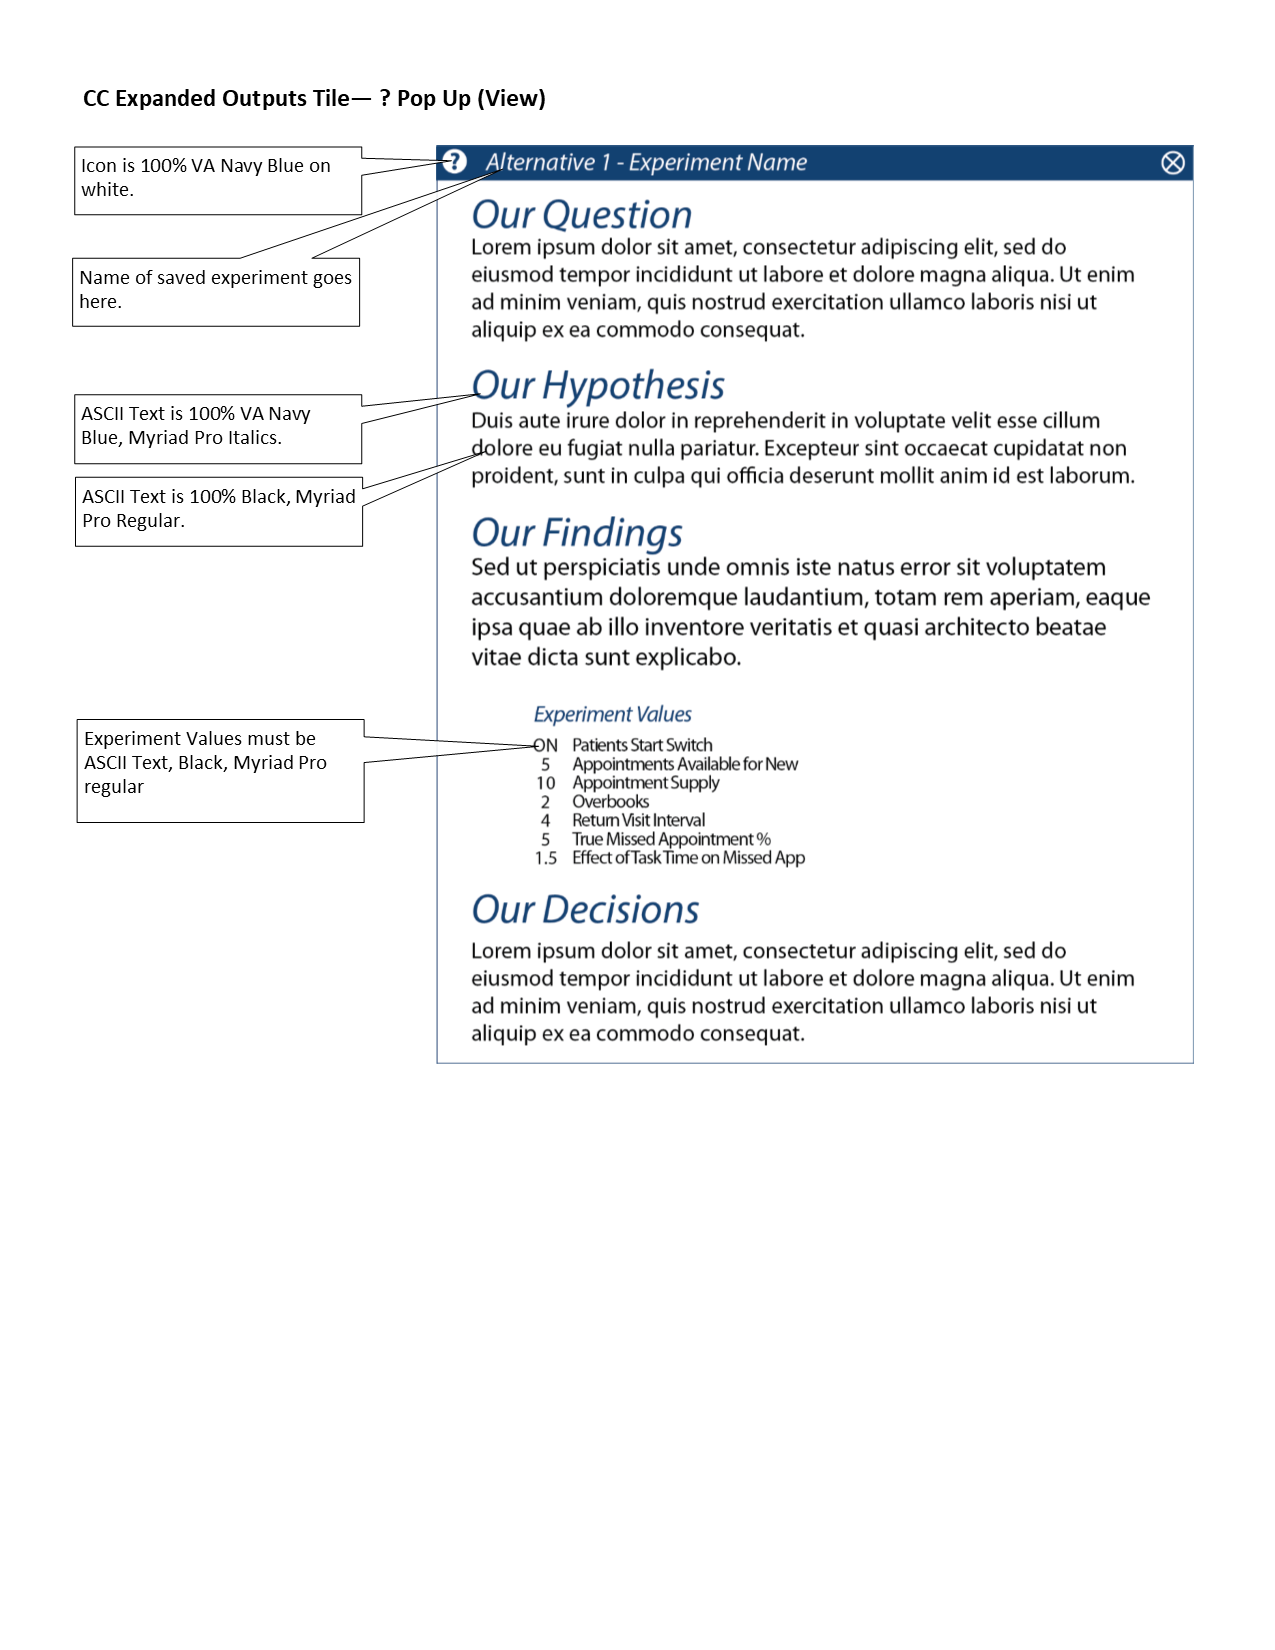 CC Expanded Outputs Tile— ? Pop Up (View)
Icon is 100% VA Navy Blue on
white.
Name of saved experiment goes
here.
ASCII Text is 100% VA Navy
Blue, Myriad Pro Italics.
ASCII Text is 100% Black, Myriad
Pro Regular.
Experiment Values must be
ASCII Text, Black, Myriad Pro
regular
? Alternative 1 - Experiment Name
Our Question
Lorem ipsum dolor sit amet, consectetur adipiscing elit, sed do
eiusmod tempor incididunt ut labore et dolore magna aliqua. Ut enim
ad minim veniam, quis nostrud exercitation ullamco laboris nisi ut
aliquip ex ea commodo consequat.
Our Hypothesis
Duis aute irure dolor in reprehenderit in voluptate velit esse cillum
dolore eu fugiat nulla pariatur. Excepteur sint occaecat cupidatat non
proident, sunt in culpa qui officia deserunt mollit anim id est laborum.
Our Findings
Sed ut perspiciatis unde omnis iste natus error sit voluptatem
accusantium doloremque laudantium, totam rem aperiam, eaque
ipsa quae ab illo inventore veritatis et quasi architecto beatae
vitae dicta sunt explicabo.
Experiment Values
ON Patients Start Switch
5 Appointments Available for New
10 Appointment Supply
2 Overbooks
4 Return Visit Interval
5 True Missed Appointment %
1.5 Effect of Task Time on Missed App
Our Decisions
Lorem ipsum dolor sit amet, consectetur adipiscing elit, sed do
eiusmod tempor incididunt ut labore et dolore magna aliqua. Ut enim
ad minim veniam, quis nostrud exercitation ullamco laboris nisi ut
aliquip ex ea commodo consequat.